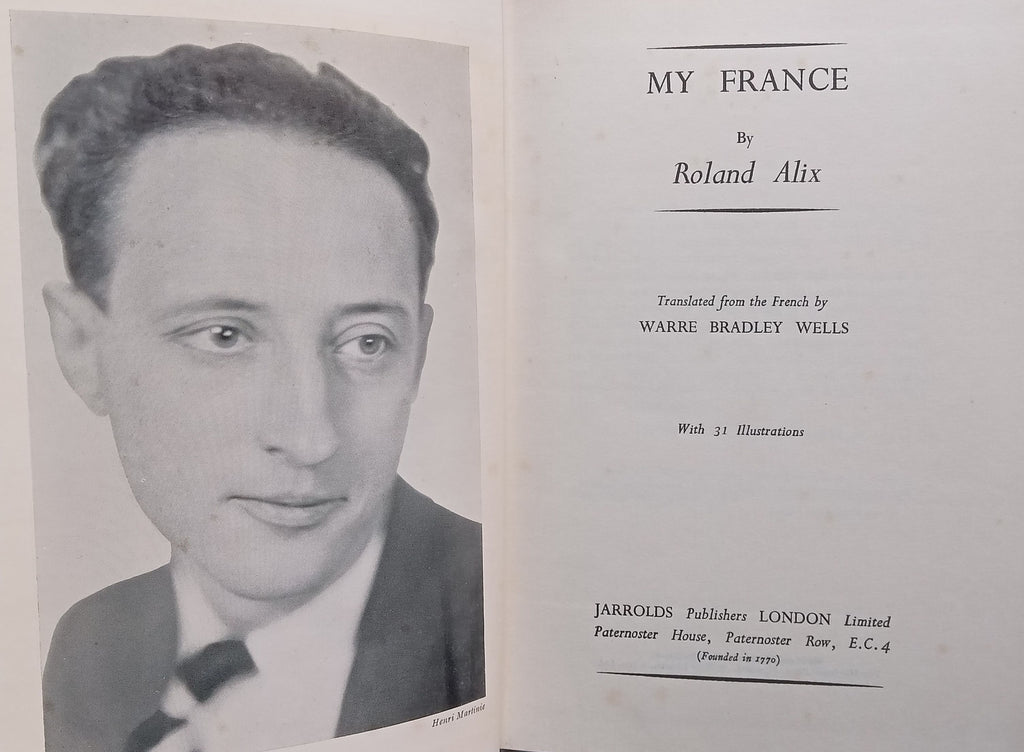 Henri Martinie
MY FRANCE
By
Roland Alix
Translated from the French by
WARRE BRADLEY WELLS
With 31 Illustrations
JARROLDS Publishers LONDON Limited
Paternoster House, Paternoster Row, E.C.4
(Founded in 1770)